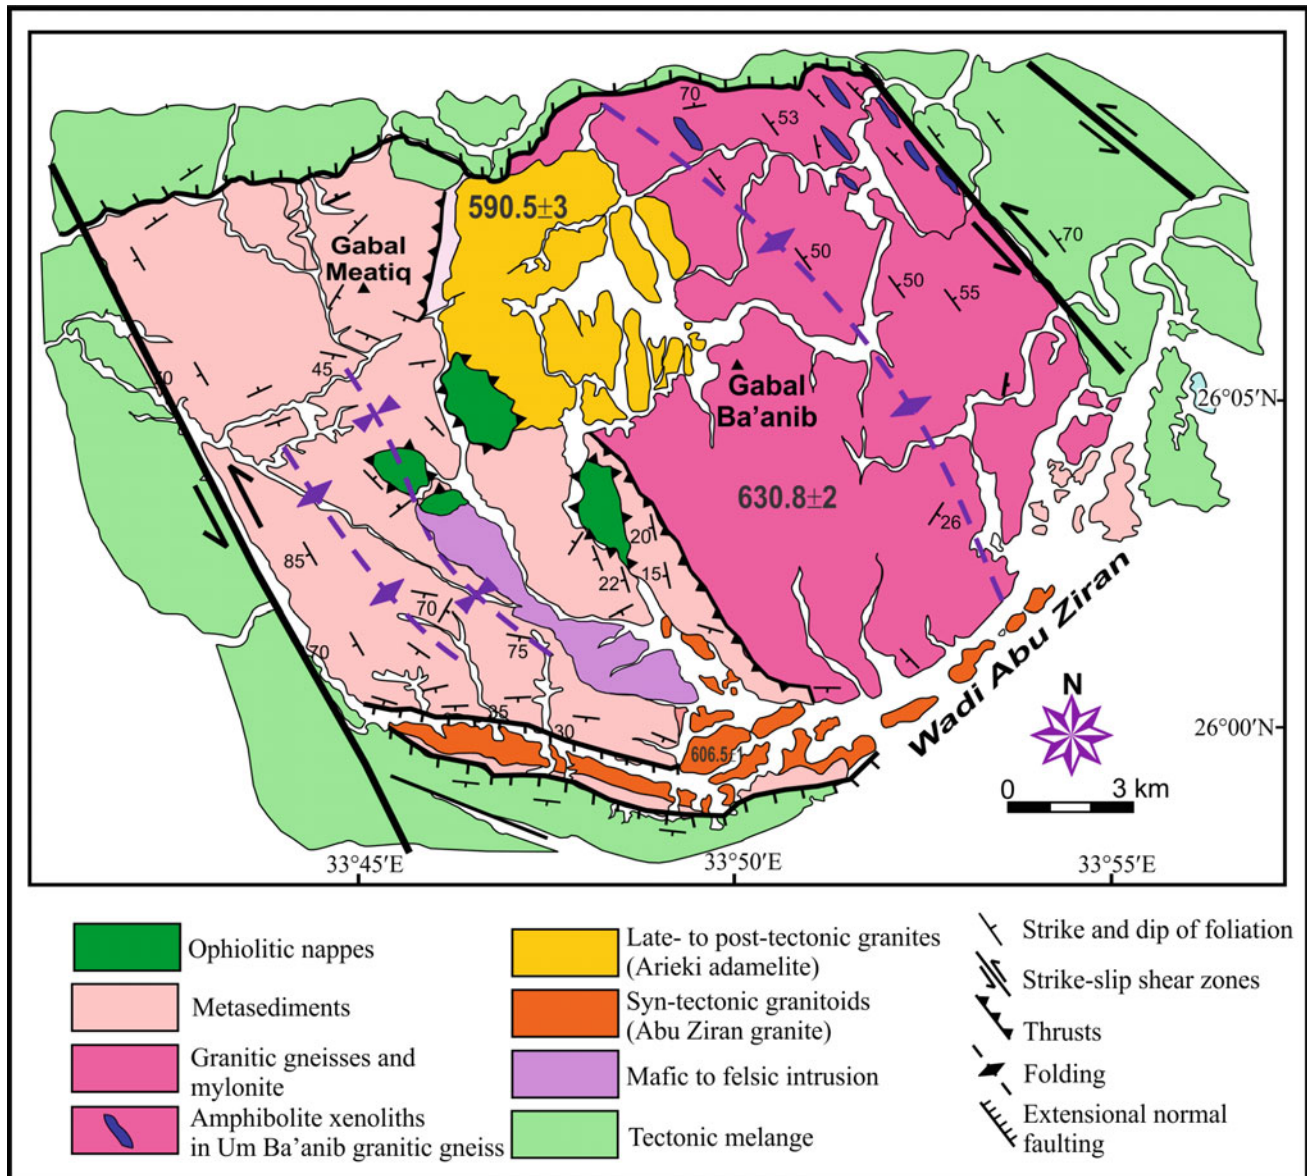 70
53
590.5±3
Gabal
Meatiq
50
70
50
55
45
Gabal
Ba'anib
26°05'N
630.8±2
26
20
85
22
15
70
75
70
Wadi Abu Ziran
N
35
30
606.5±1
26°00'N
0
3 km
33°45'E
33°50'E
33°55'E
Ophiolitic nappes
Metasediments
Granitic gneisses and
mylonite
Amphibolite xenoliths
in Um Ba'anib granitic gneiss
Late- to post-tectonic granites
(Arieki adamelite)
Syn-tectonic granitoids
(Abu Ziran granite)
Mafic to felsic intrusion
Tectonic melange
Strike and dip of foliation
Strike-slip shear zones
Thrusts
Folding
Extensional normal
faulting